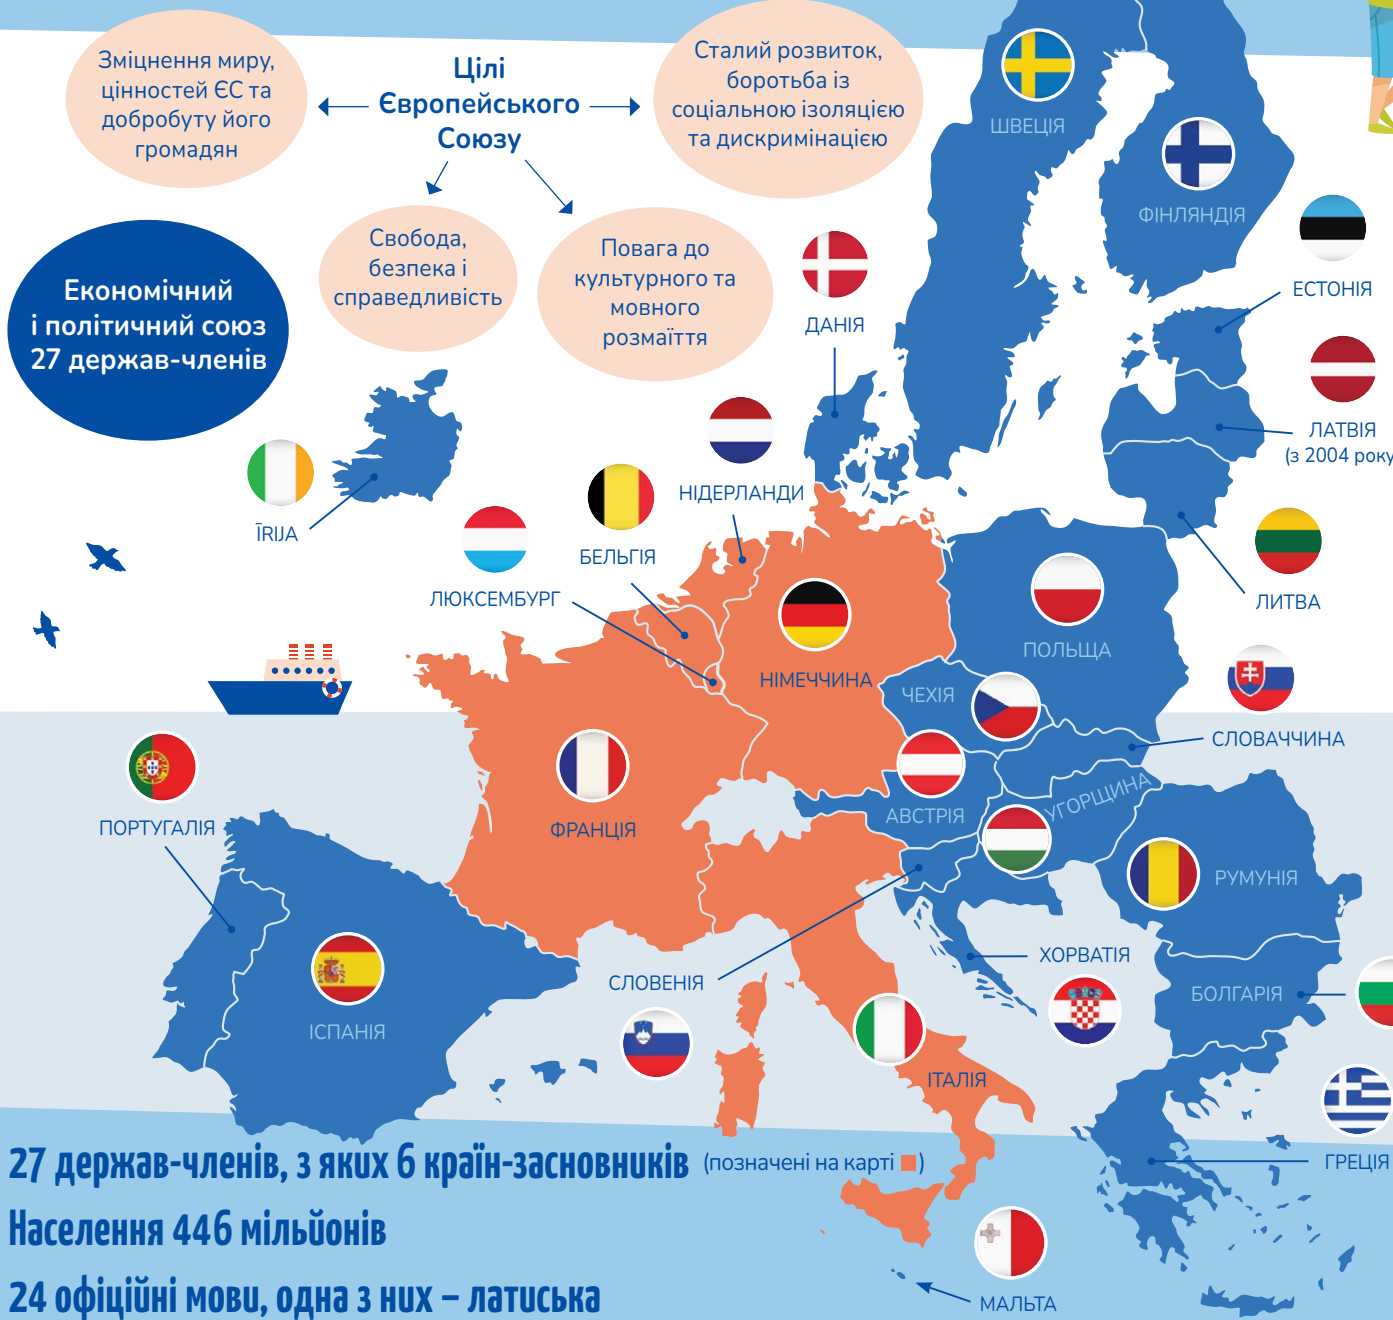 Зміцнення миру,
цінностей ЄС та
добробуту його
громадян
Цілі
Європейського
Союзу
Сталий розвиток,
боротьба із
соціальною ізоляцією
та дискримінацією
Свобода,
безпека і
справедливість
Повага до
культурного та
мовного
розмаїття
Економічний
і політичний союз
27 держав-членів
ШВЕЦІЯ
ФІНЛЯНДІЯ
ЕСТОНІЯ
ДАНІЯ
ЛАТВІЯ
(з 2004 року
НІДЕРЛАНДИ
ĪRIJA
БЕЛЬГІЯ
ЛЮКСЕМБУРГ
ЛИТВА
ПОЛЬЩА
НІМЕЧЧИНА
ЧЕХІЯ
СЛОВАЧЧИНА
УГОРЩИНА
АВСТРІЯ
ПОРТУГАЛІЯ
ФРАНЦІЯ
РУМУНІЯ
ХОРВАТІЯ
СЛОВЕНІЯ
БОЛГАРІЯ
ІСПАНІЯ
ІТАЛІЯ
ГРЕЦІЯ
МАЛЬТА
27 держав-членів, з яких 6 країн-засновників (позначені на карті )
Населення 446 мільйонів
24 офіційні мови, одна з них – латиська